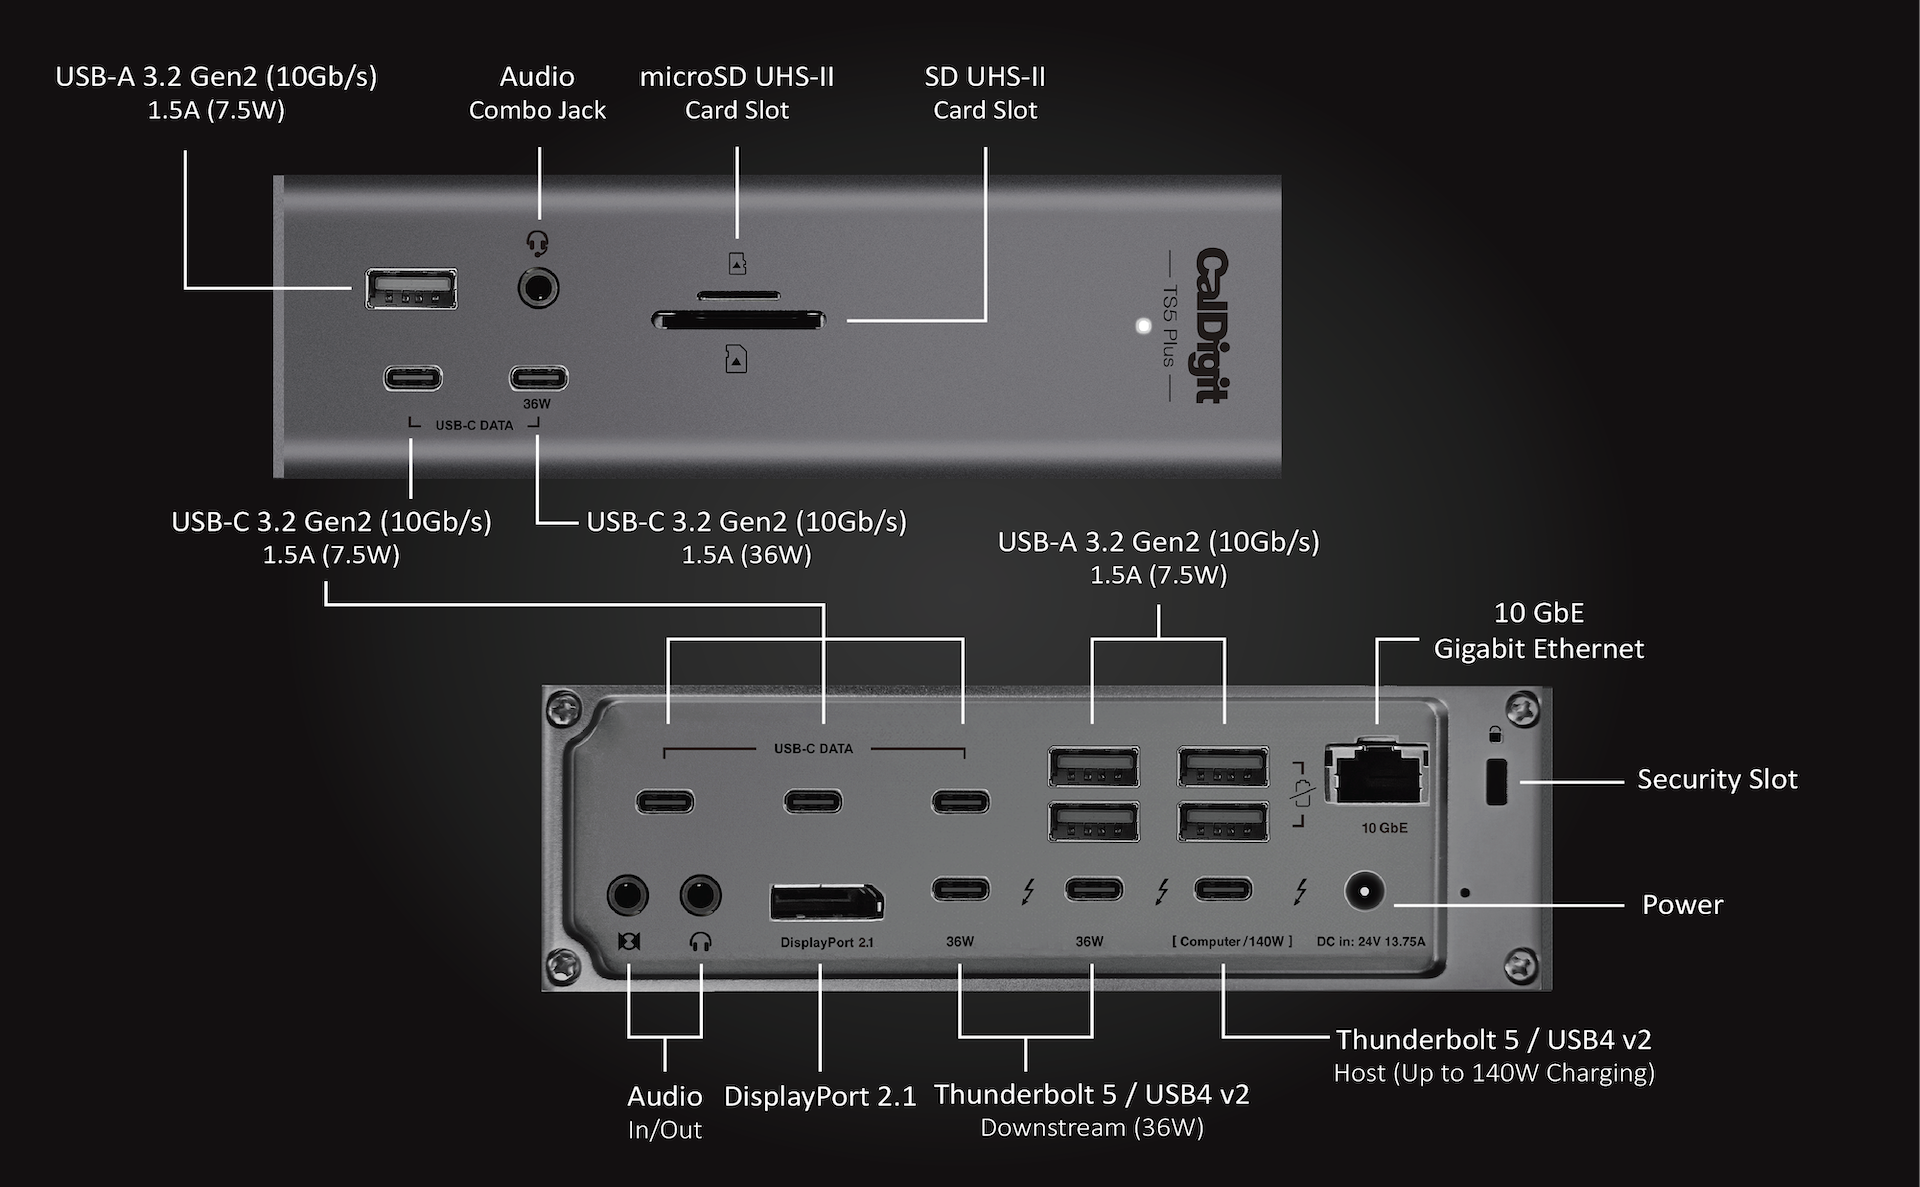 USB-A 3.2 Gen2 (10Gb/s)
1.5A (7.5W)
Audio
Combo Jack
microSD UHS-II
Card Slot
SD UHS-II
Card Slot
CalDigit
TS5 Plus
36W
USB-C DATA
USB-C 3.2 Gen2 (10Gb/s)
1.5A (7.5W)
USB-C 3.2 Gen2 (10Gb/s)
1.5A (36W)
USB-A 3.2 Gen2 (10Gb/s)
1.5A (7.5W)
10 GbE
Gigabit Ethernet
USB-C DATA
10 GbE
Security Slot
Power
DisplayPort 2.1
36W
36W
[ Computer/140W ]
DC in: 24V 13.75A
Audio
In/Out
DisplayPort 2.1
Thunderbolt 5 / USB4 v2
Downstream (36W)
Thunderbolt 5 / USB4 v2
Host (Up to 140W Charging)